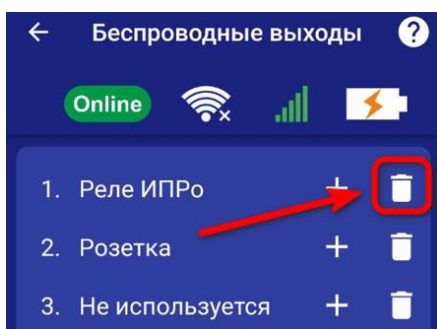 Беспроводные выходы ?
Online
1. Реле ИПРо +
2. Розетка +
3. Не используется +